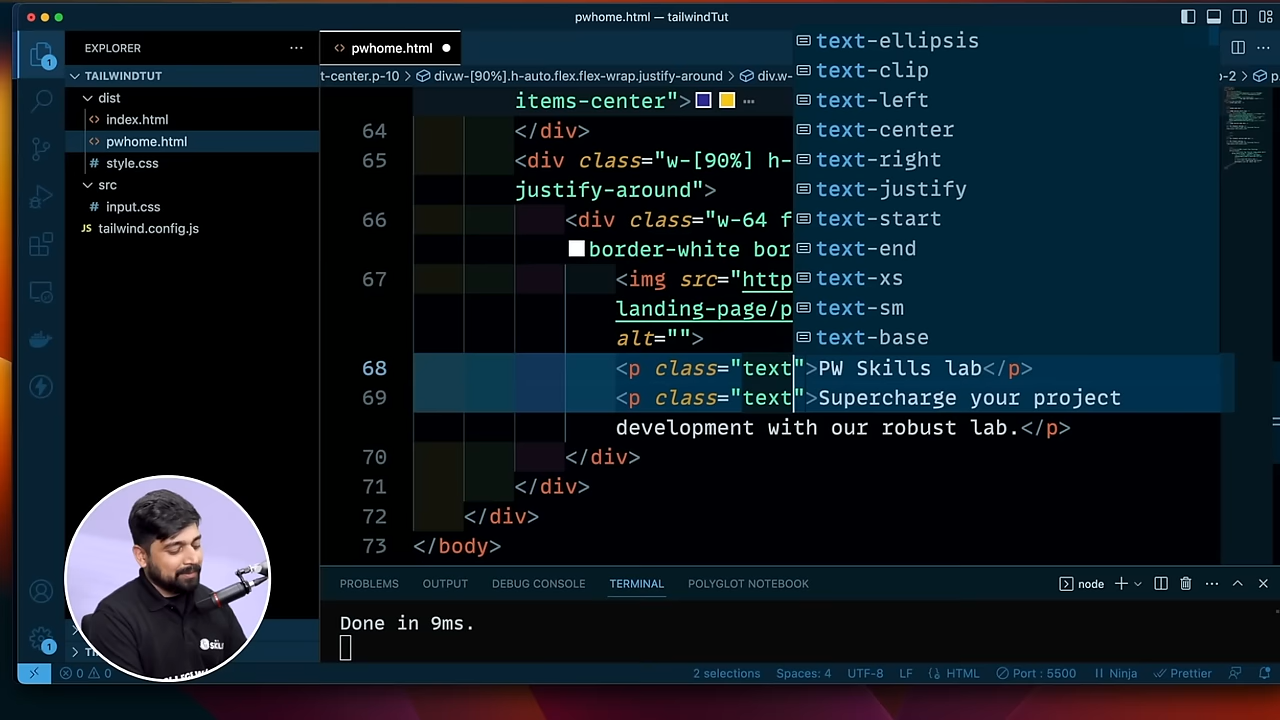 pwhome.html — tailwindTut
EXPLORER
pwhome.html
TAILWINDTUT
t-center.p-10 > div.w-[90%].h-auto.flex.flex-wrap.justify-around > div.w-
dist
index.html
pwhome.html
style.css
src
input.css
JS tailwind.config.js
items-center">
64 </div>
65 <div class="w-[90%] h-
justify-around">
66 <div class="w-64 f
border-white bor
67 <img src="http
landing-page/p
alt="">
68 <p class="text">PW Skills lab</p>
69 <p class="text">Supercharge your project
development with our robust lab.</p>
70 </div>
71 </div>
72 </div>
73 </body>
text-ellipsis
text-clip
text-left
text-center
text-right
text-justify
text-start
text-end
text-xs
text-sm
text-base
PROBLEMS OUTPUT DEBUG CONSOLE TERMINAL POLYGLOT NOTEBOOK
node
Done in 9ms.
0 0
2 selections Spaces: 4 UTF-8 LF HTML Port : 5500 Ninja Prettier